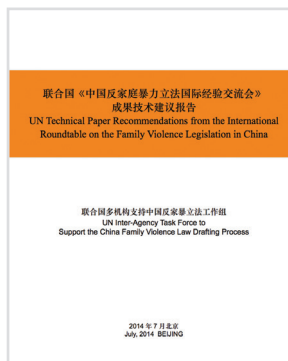 联合国《中国反家庭暴力立法国际经验交流会》
成果技术建议报告
UN Technical Paper Recommendations from the International
Roundtable on the Family Violence Legislation in China
联合国多机构支持中国反家暴立法工作组
UN Inter-Agency Task Force to
Support the China Family Violence Law Drafting Process
2014 年 7 月北京
July, 2014 BEIJING